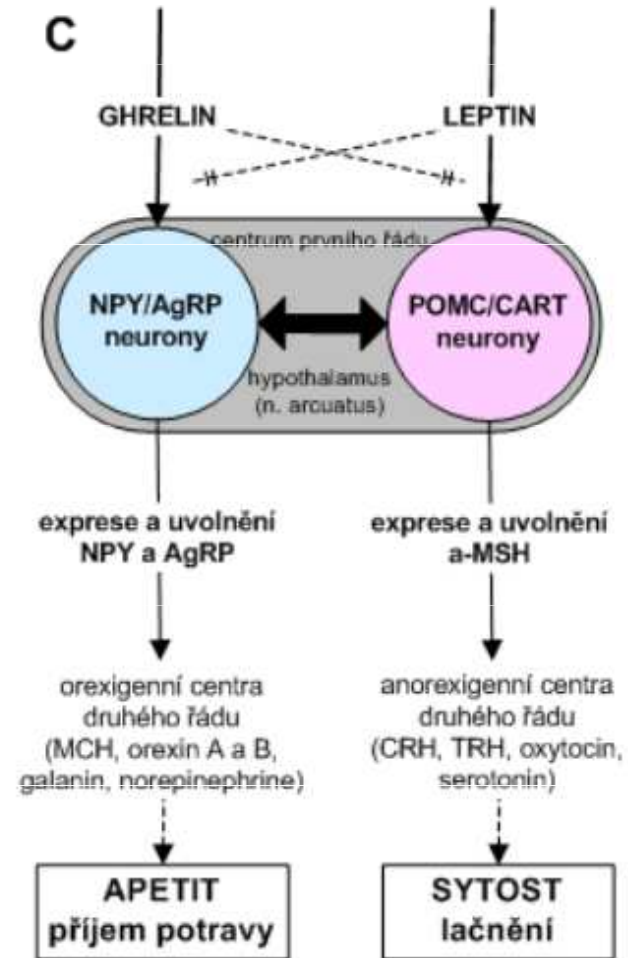 C
GHRELIN
LEPTIN
centrum prvního řádu
NPY/AgRP
neurony
POMC/CART
neurony
hypothalamus
(n. arcuatus)
exprese a uvolnění
NPY a AgRP
exprese a uvolnění
a-MSH
orexigenní centra
druhého řádu
(MCH, orexin A a B,
galanin, norepinephrine)
anorexigenní centra
druhého řádu
(CRH, TRH, oxytocin,
serotonin)
APETIT
příjem potravy
SYTOST
lačnění